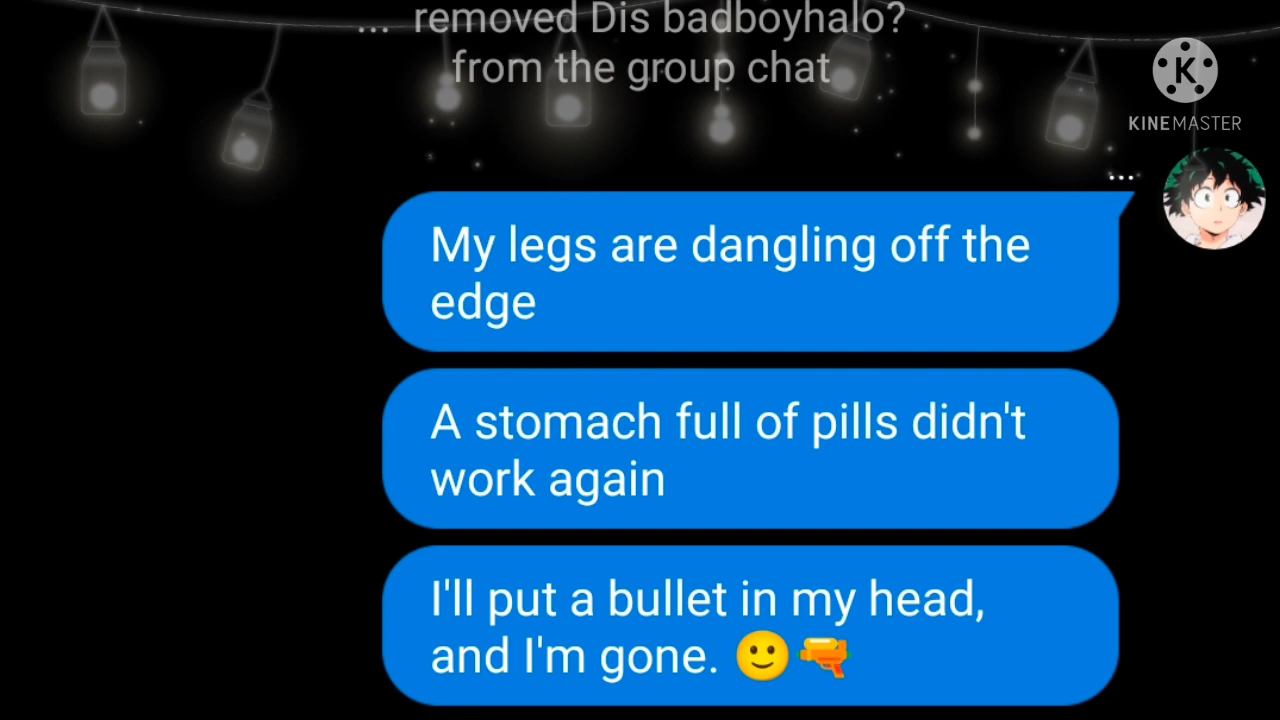 ... removed Dis badboyhalo?
from the group chat
KINEMASTER
...
My legs are dangling off the
edge
A stomach full of pills didn't
work again
I'll put a bullet in my head,
and I'm gone. 🙂🔫